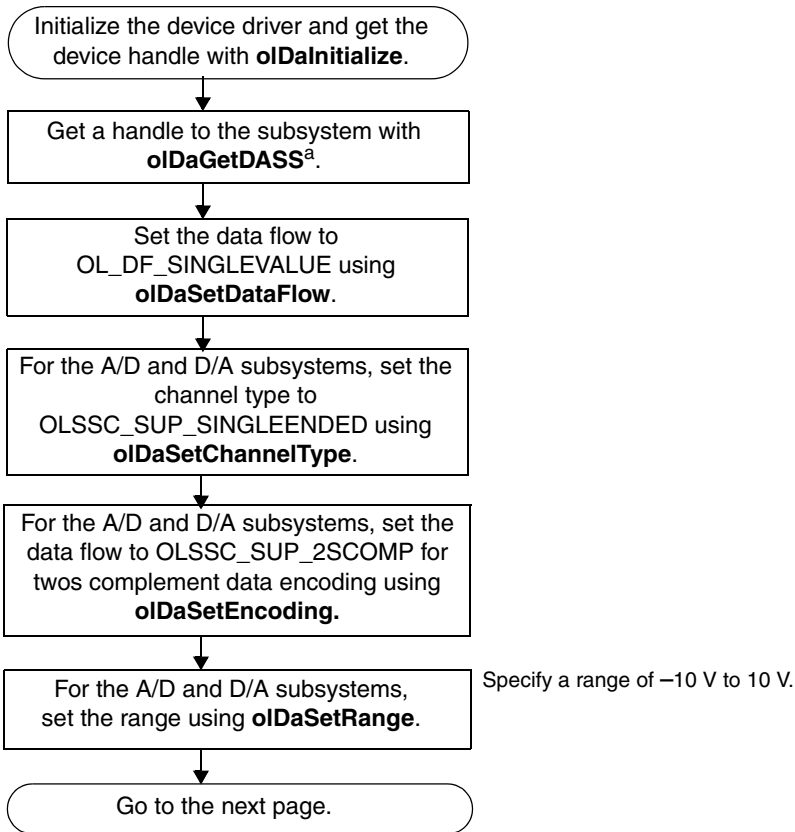 Initialize the device driver and get the
device handle with olDaInitialize.
Get a handle to the subsystem with
olDaGetDASSa.
Set the data flow to
OL_DF_SINGLEVALUE using
olDaSetDataFlow.
For the A/D and D/A subsystems, set the
channel type to
OLSSC_SUP_SINGLEENDED using
olDaSetChannelType.
For the A/D and D/A subsystems, set the
data flow to OLSSC_SUP_2SCOMP for
twos complement data encoding using
olDaSetEncoding.
For the A/D and D/A subsystems,
set the range using olDaSetRange.
Specify a range of –10 V to 10 V.
Go to the next page.